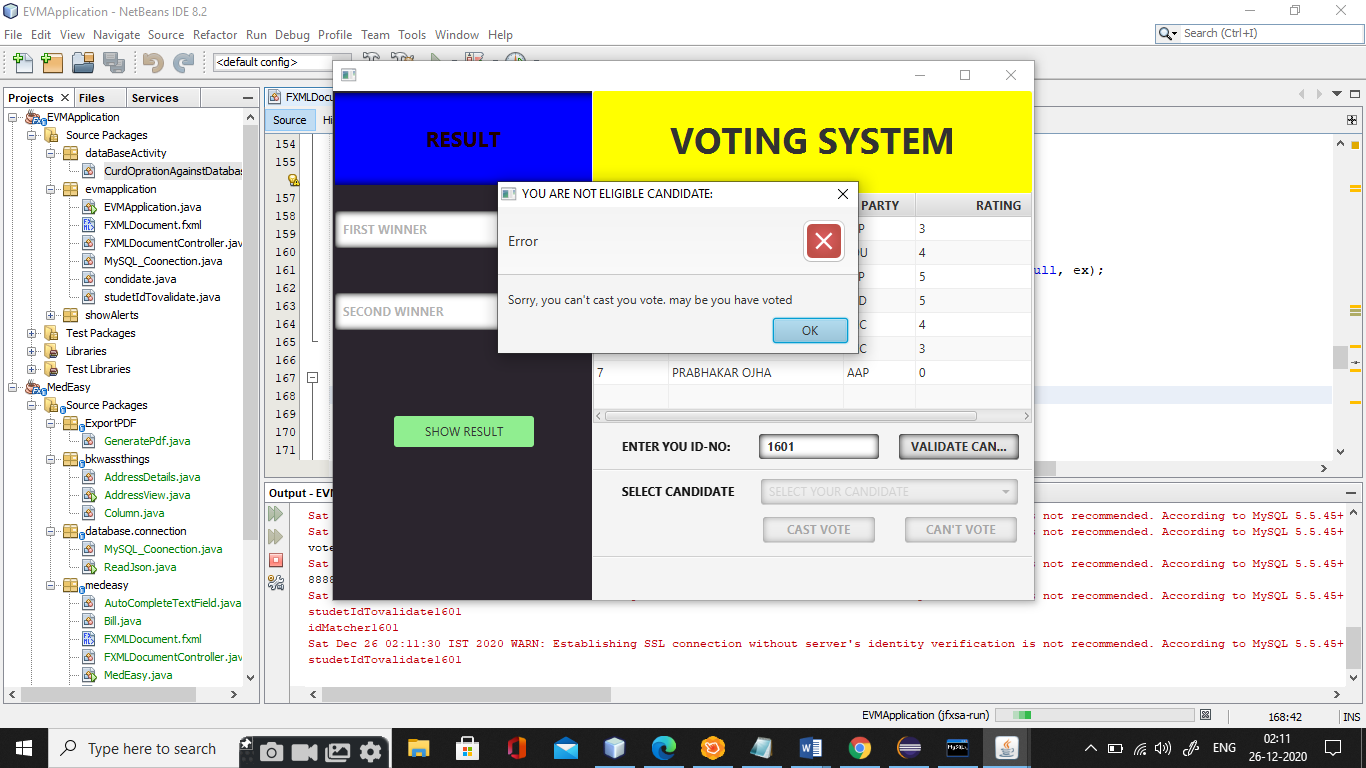 EVMApplication - NetBeans IDE 8.2
File Edit View Navigate Source Refactor Run Debug Profile Team Tools Window Help
Search (Ctrl+I)
<default config>
Projects Files Services
EVMApplication
Source Packages
dataBaseActivity
CurdOprationAgainstDatabas
evmapplication
EVMApplication.java
FXMLDocument.fxml
FXMLDocumentController.jav
MySQL_Coonection.java
condidate.java
studetIdTovalidate.java
showAlerts
Test Packages
Libraries
Test Libraries
MedEasy
Source Packages
ExportPDF
GeneratePdf.java
bkwassthings
AddressDetails.java
AddressView.java
Column.java
database.connection
MySQL_Coonection.java
ReadJson.java
medeasy
AutoCompleteTextField.java
Bill.java
FXMLDocument.fxml
FXMLDocumentController.jav
MedEasy.java
FXMLDocu
Source Hi
154
155
157
158
159
160
161
162
163
164
165
166
167
168
169
170
171
ull, ex);
RESULT
VOTING SYSTEM
FIRST WINNER
SECOND WINNER
SHOW RESULT
YOU ARE NOT ELIGIBLE CANDIDATE:
Error
Sorry, you can't cast you vote. may be you have voted
OK
PARTY RATING
P 3
DU 4
P 5
D 5
C 4
C 3
7 PRABHAKAR OJHA AAP 0
ENTER YOU ID-NO: 1601 VALIDATE CAN...
SELECT CANDIDATE SELECT YOUR CANDIDATE
CAST VOTE CAN'T VOTE
Output - EVM
Sat s not recommended. According to MySQL 5.5.45+
Sat s not recommended. According to MySQL 5.5.45+
vote
Sat s not recommended. According to MySQL 5.5.45+
8888
Sat s not recommended. According to MySQL 5.5.45+
studetIdTovalidate1601
idMatcher1601
Sat Dec 26 02:11:30 IST 2020 WARN: Establishing SSL connection without server's identity verification is not recommended. According to MySQL 5.5.45+
studetIdTovalidate1601
EVMApplication (jfxsa-run)
168:42 INS
Type here to search
ENG
02:11
26-12-2020